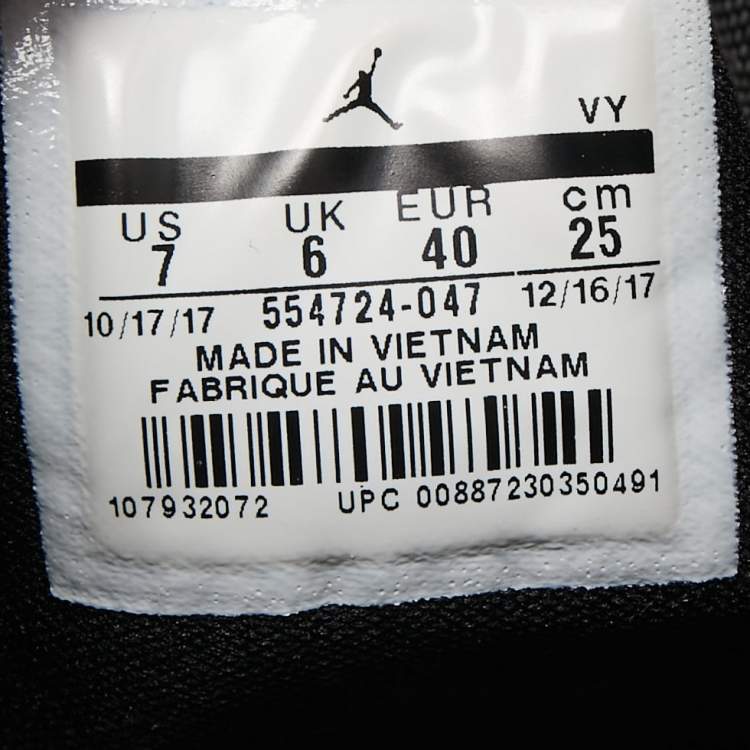 VY
US UK EUR cm
7 6 40 25
10/17/17 554724-047 12/16/17
MADE IN VIETNAM
FABRIQUE AU VIETNAM
107932072 UPC 00887230350491